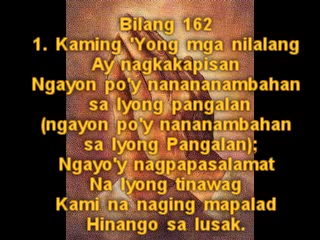 Bilang 162
1. Kaming 'Yong mga nilalang
Ay nagkakapisan
Ngayon po'y nanananambahan
sa Iyong pangalan
(ngayon po'y nananambahan
sa Iyong Pangalan);
Ngayo'y nagpapasalamat
Na Iyong tinawag
Kami na naging mapalad
Hinango sa lusak.